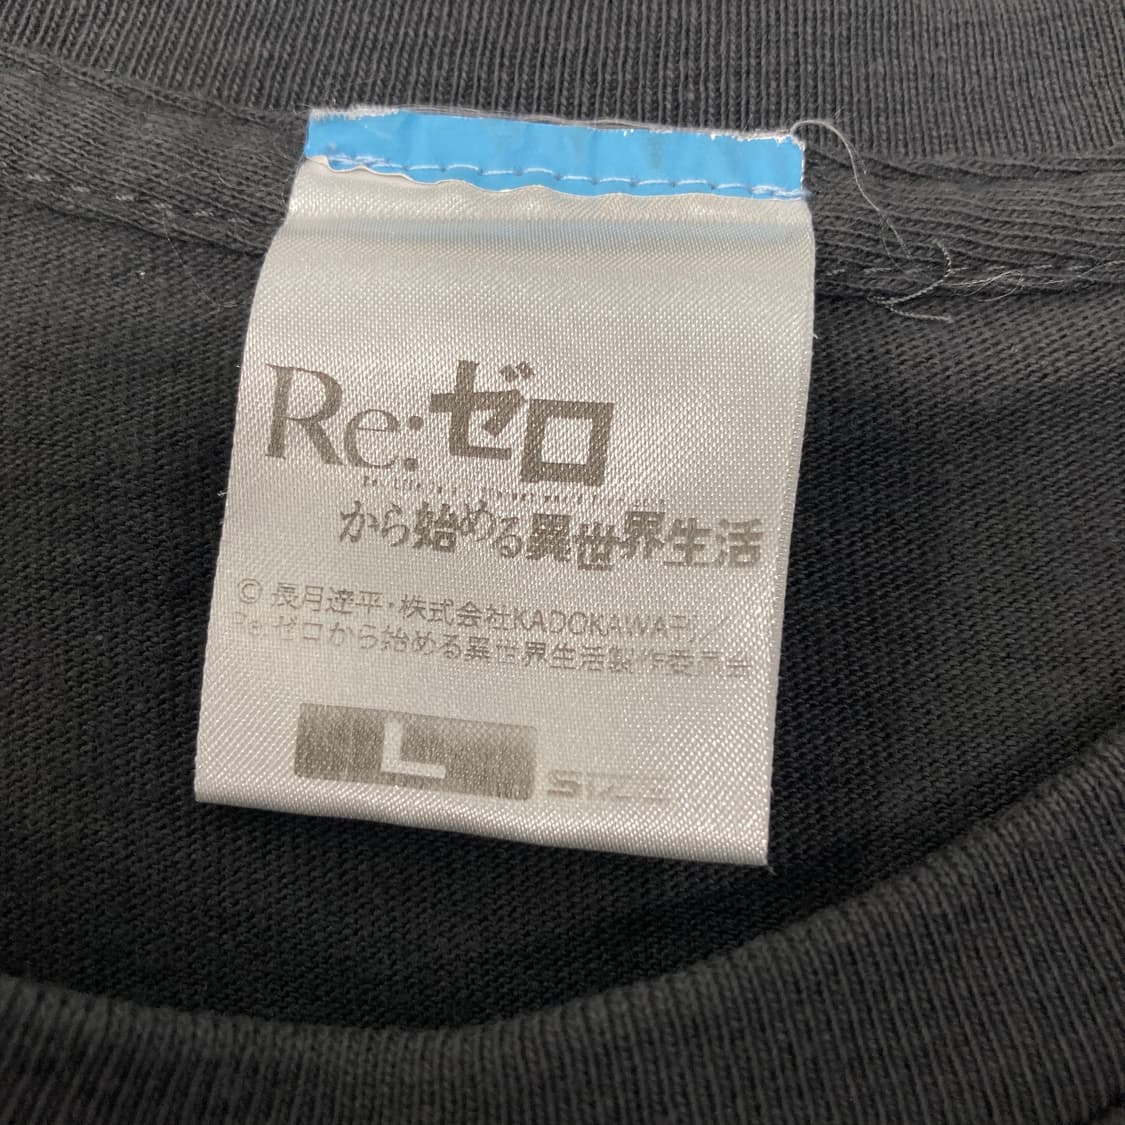 Re:ゼロ
から始める異世界生活
© 長月達平・株式会社KADOKAWA刊／
Re:ゼロから始める異世界生活製作委員会
L SIZE